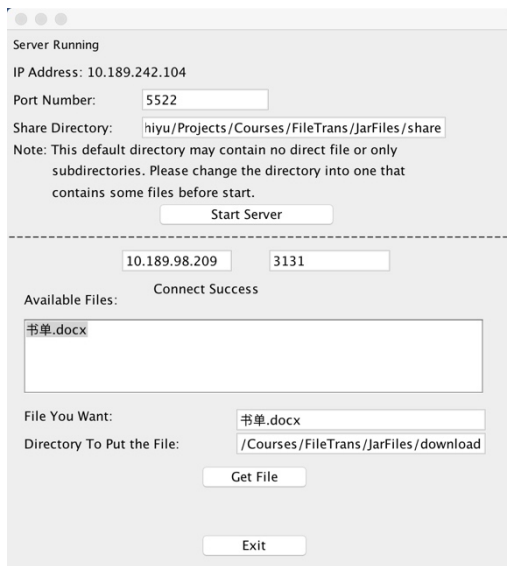 Server Running
IP Address: 10.189.242.104
Port Number: 5522
Share Directory: hiyu/Projects/Courses/FileTrans/JarFiles/share
Note: This default directory may contain no direct file or only
subdirectories. Please change the directory into one that
contains some files before start.
Start Server
10.189.98.209 3131
Connect Success
Available Files:
书单.docx
File You Want: 书单.docx
Directory To Put the File: /Courses/FileTrans/JarFiles/download
Get File
Exit